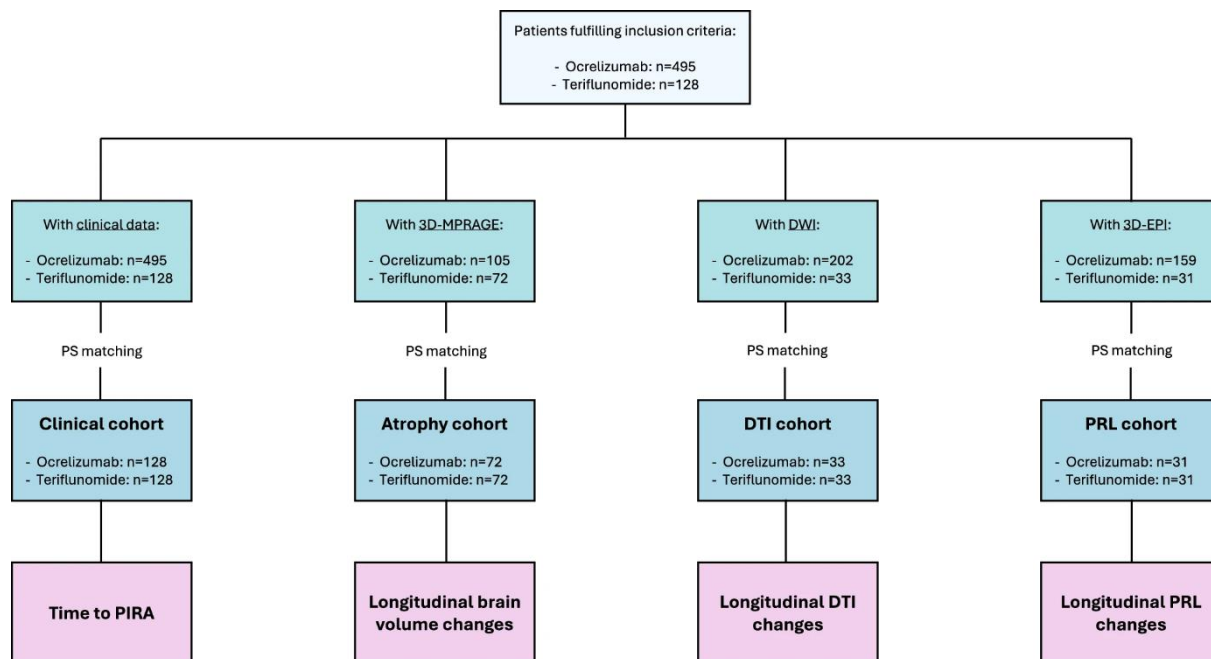 Patients fulfilling inclusion criteria:
- Ocrelizumab: n=495
- Teriflunomide: n=128
With clinical data:
- Ocrelizumab: n=495
- Teriflunomide: n=128
With 3D-MPRAGE:
- Ocrelizumab: n=105
- Teriflunomide: n=72
With DWI:
- Ocrelizumab: n=202
- Teriflunomide: n=33
With 3D-EPI:
- Ocrelizumab: n=159
- Teriflunomide: n=31
PS matching
PS matching
PS matching
PS matching
Clinical cohort
- Ocrelizumab: n=128
- Teriflunomide: n=128
Atrophy cohort
- Ocrelizumab: n=72
- Teriflunomide: n=72
DTI cohort
- Ocrelizumab: n=33
- Teriflunomide: n=33
PRL cohort
- Ocrelizumab: n=31
- Teriflunomide: n=31
Time to PIRA
Longitudinal brain
volume changes
Longitudinal DTI
changes
Longitudinal PRL
changes